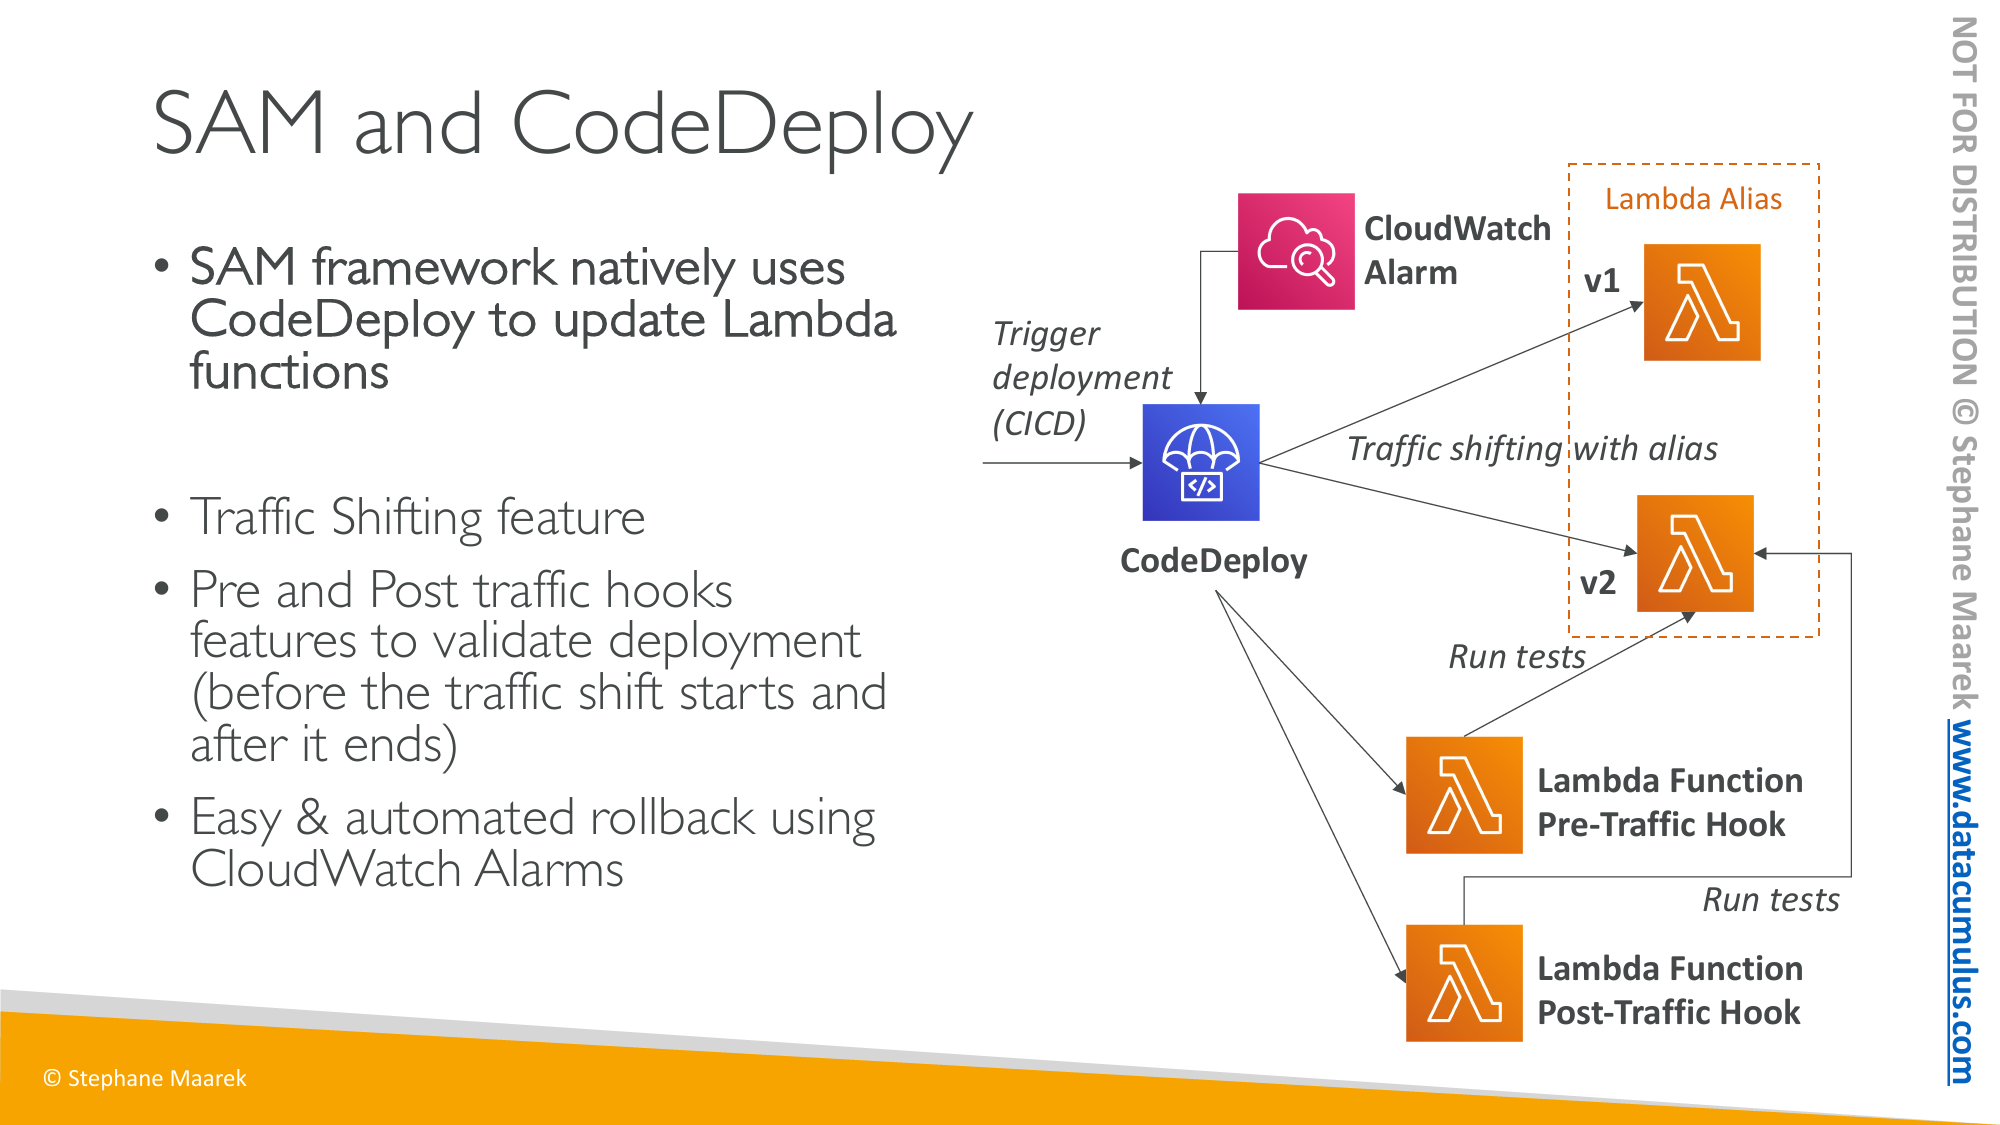 SAM and CodeDeploy
• SAM framework natively uses
CodeDeploy to update Lambda
functions
• Traffic Shifting feature
• Pre and Post traffic hooks
features to validate deployment
(before the traffic shift starts and
after it ends)
• Easy & automated rollback using
CloudWatch Alarms
Lambda Alias
CloudWatch
Alarm
v1
Trigger
deployment
(CICD)
Traffic shifting with alias
CodeDeploy
v2
Run tests
Lambda Function
Pre-Traffic Hook
Run tests
Lambda Function
Post-Traffic Hook
© Stephane Maarek
NOT FOR DISTRIBUTION © Stephane Maarek www.datacumulus.com